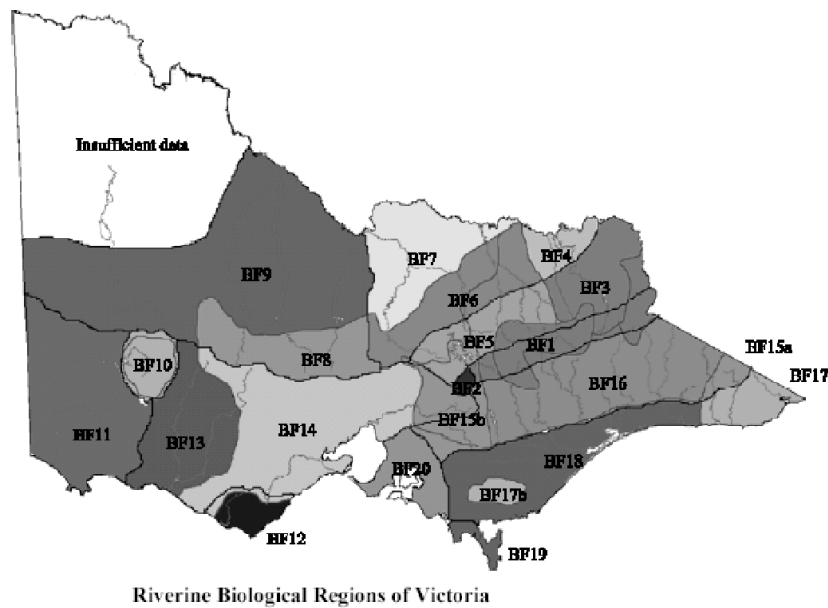 Insufficient data
BF7
BF4
BF9
BF3
BF6
BF5
BF1
BF15a
BF10
BF8
BF2
BF16
BF17
BF11
BF13
BF14
BF15b
BF20
BF18
BF17b
BF12
BF19
Riverine Biological Regions of Victoria